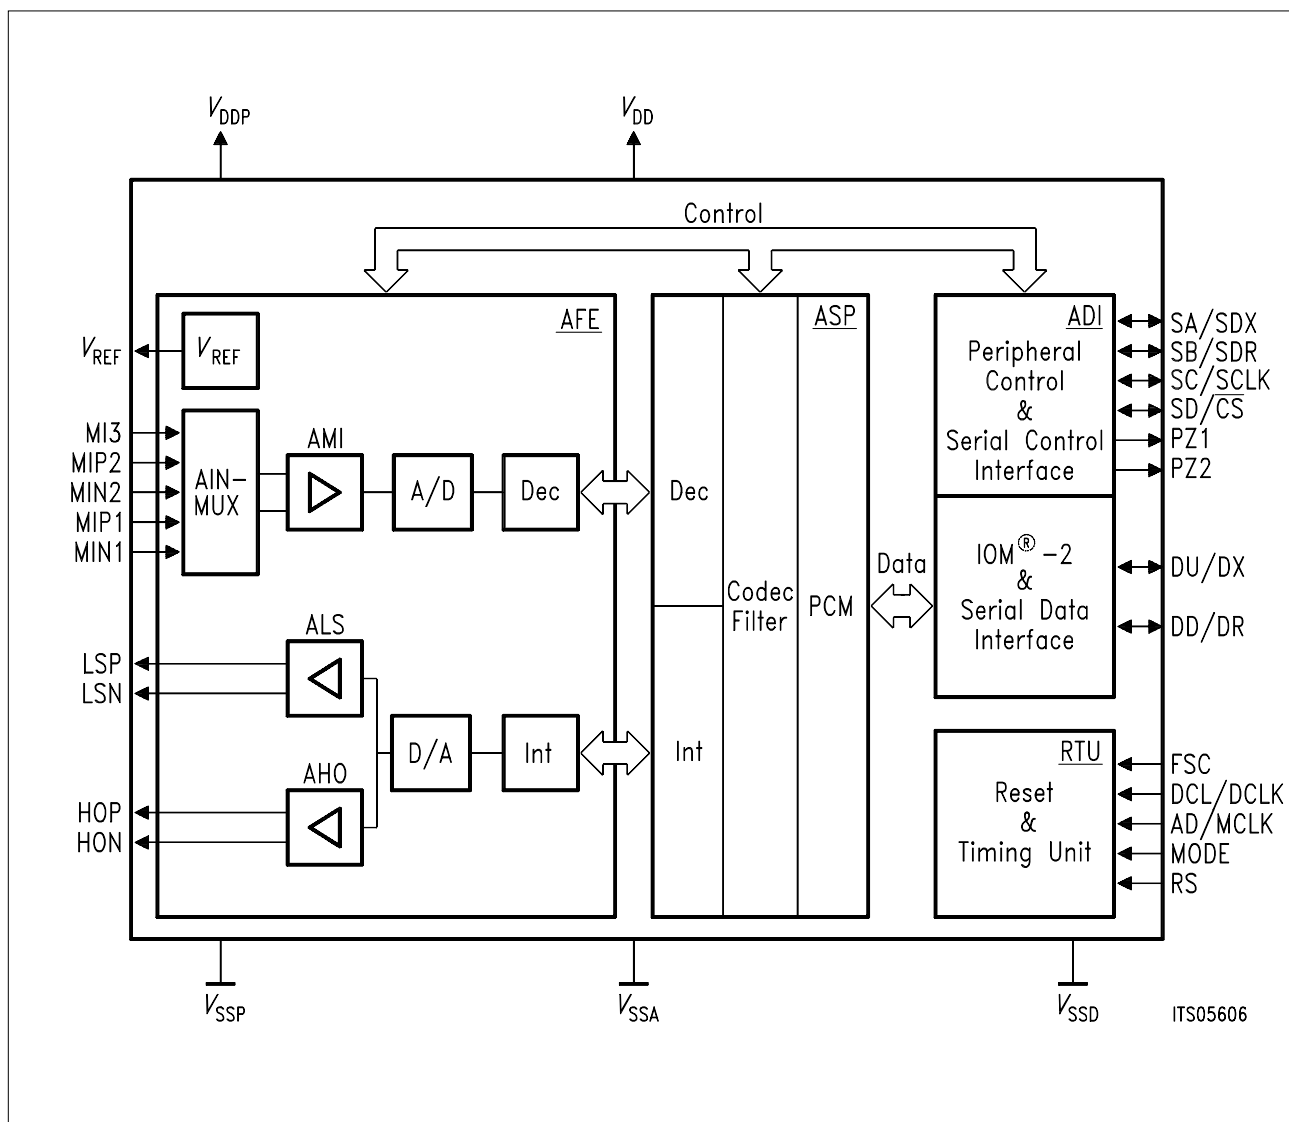 VDDP
VDD
Control
AFE
ASP
ADI
VREF
VREF
Peripheral
Control
&
Serial Control
Interface
SA/SDX
SB/SDR
SC/SCLK
SD/C̅S̅
PZ1
PZ2
MI3
MIP2
MIN2
MIP1
MIN1
AIN-
MUX
AMI
A/D
Dec
Dec
Codec
Filter
PCM
Data
IOM®-2
&
Serial Data
Interface
DU/DX
DD/DR
ALS
LSP
LSN
D/A
Int
Int
AHO
HOP
HON
RTU
Reset
&
Timing Unit
FSC
DCL/DCLK
AD/MCLK
MODE
RS
VSSP
VSSA
VSSD
ITS05606